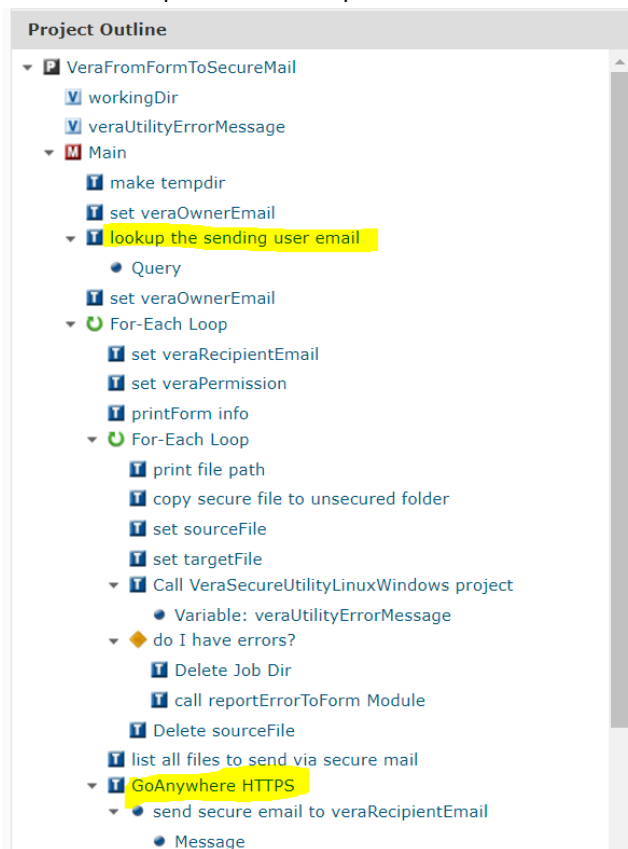 Project Outline
P VeraFromFormToSecureMail
V workingDir
V veraUtilityErrorMessage
M Main
T make tempdir
T set veraOwnerEmail
T lookup the sending user email
Query
T set veraOwnerEmail
For-Each Loop
T set veraRecipientEmail
T set veraPermission
T printForm info
For-Each Loop
T print file path
T copy secure file to unsecured folder
T set sourceFile
T set targetFile
T Call VeraSecureUtilityLinuxWindows project
Variable: veraUtilityErrorMessage
do I have errors?
T Delete Job Dir
T call reportErrorToForm Module
T Delete sourceFile
T list all files to send via secure mail
T GoAnywhere HTTPS
send secure email to veraRecipientEmail
Message